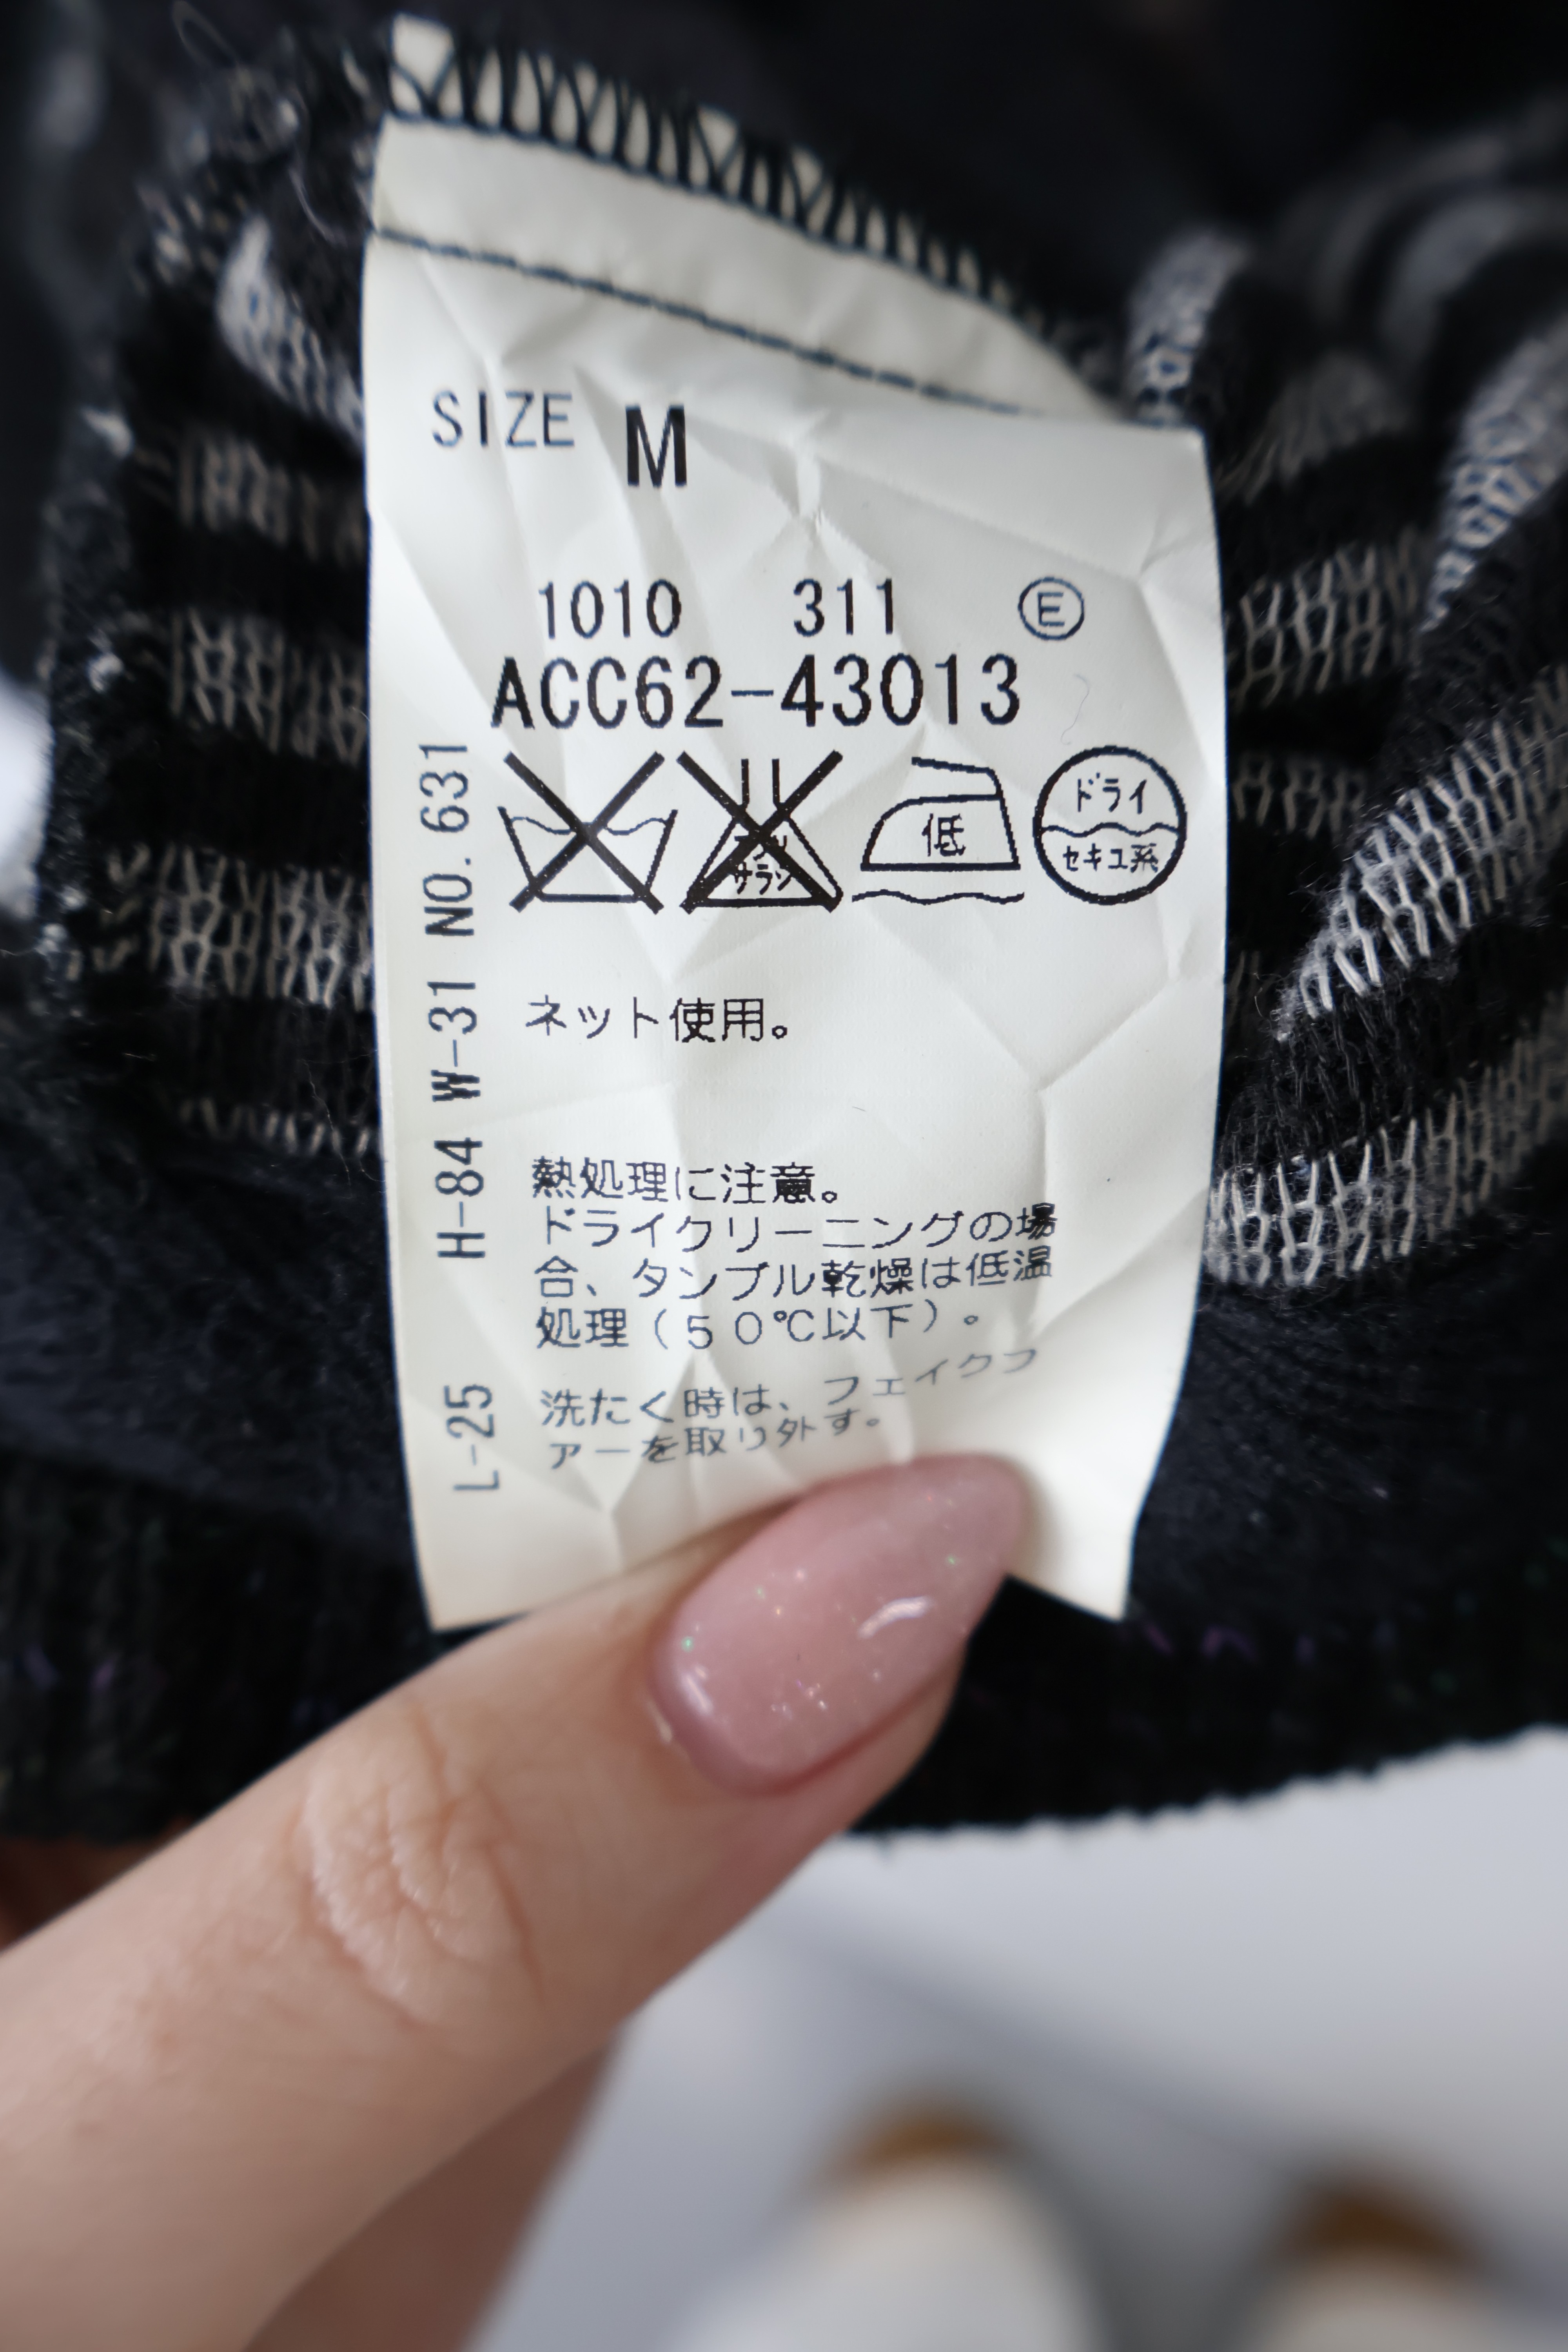 SIZE M
1010 311 Ⓔ
ACC62-43013
低
ドライ
セキユ系
ネット使用。
熱処理に注意。
ドライクリーニングの場
合、タンブル乾燥は低温
処理(50℃以下)。
洗たく時は、フェイクフ
ァーを取り外す。
L-25 H-84 W-31 NO.631